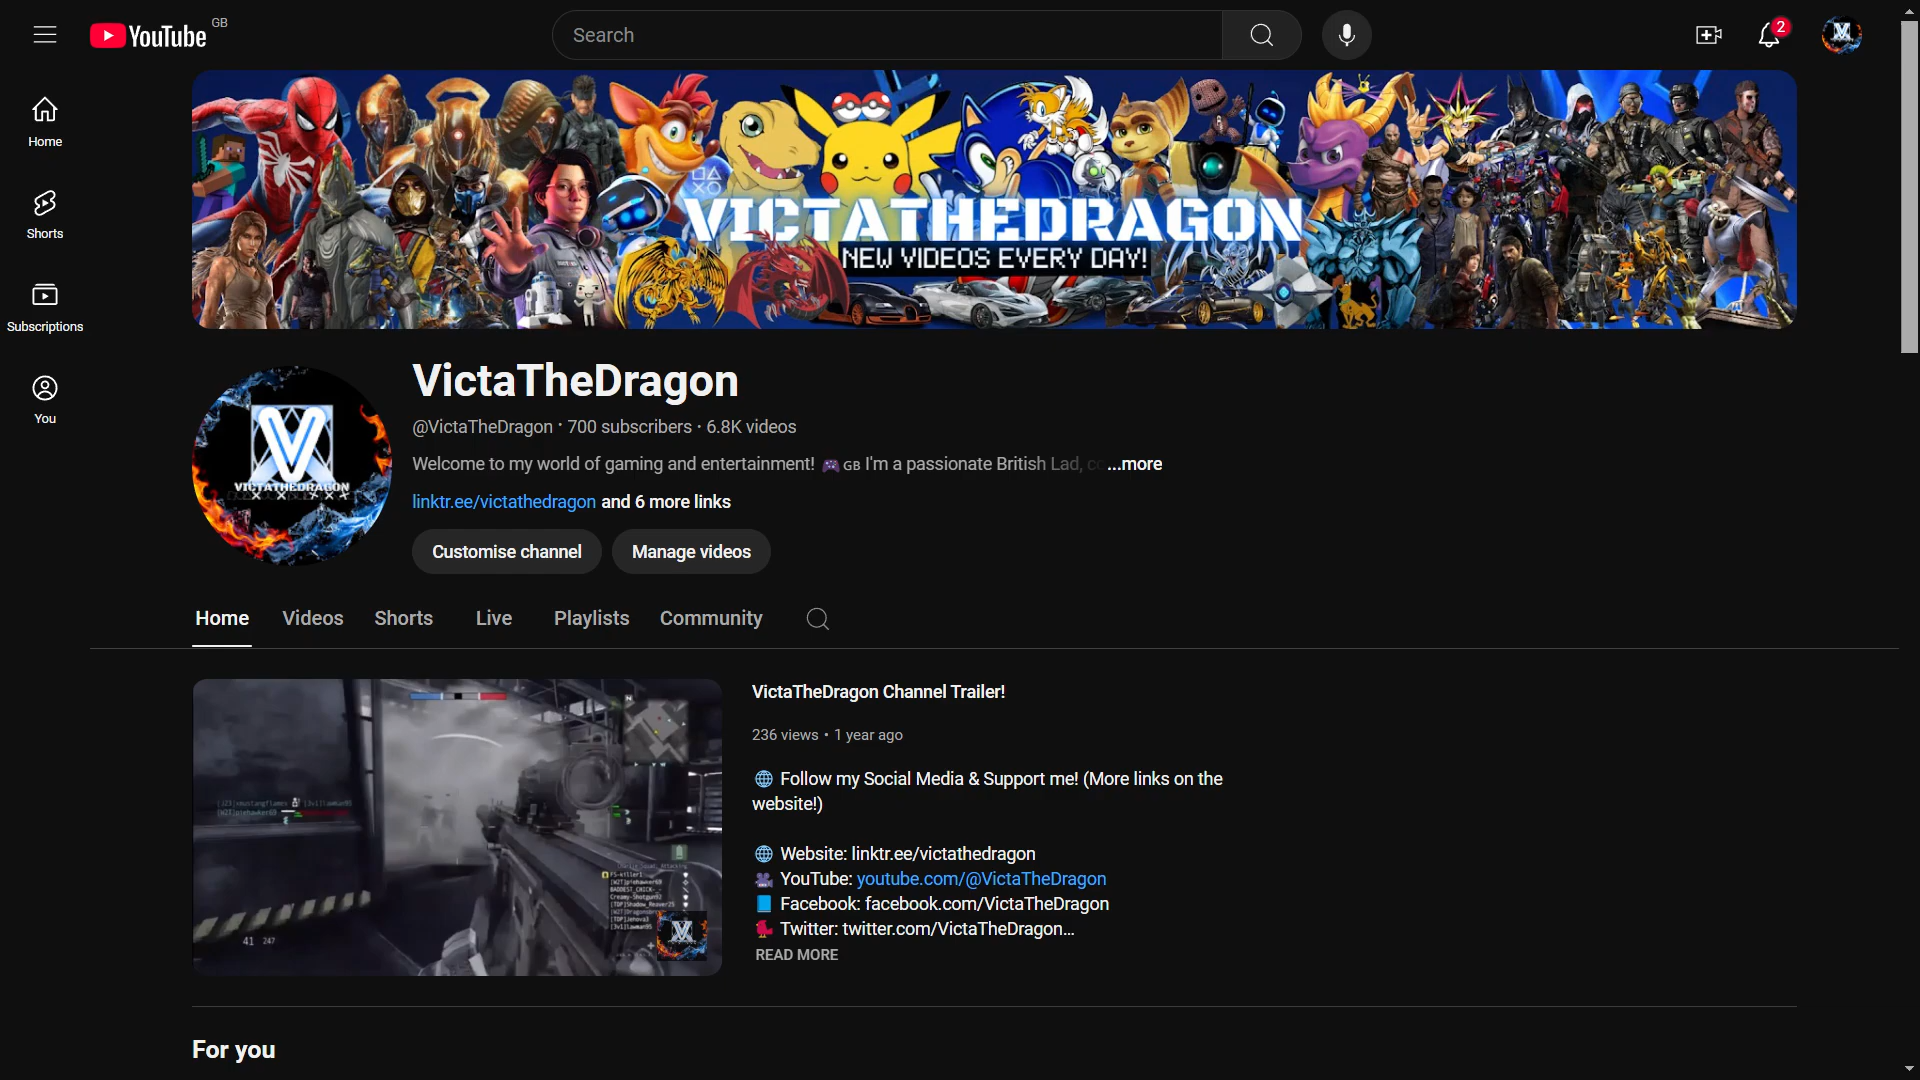 YouTube GB
Search
2
Home
Shorts
Subscriptions
You
VICTATHEDRAGON
NEW VIDEOS EVERY DAY!
VICTATHEDRAGON
VictaTheDragon
@VictaTheDragon • 700 subscribers • 6.8K videos
Welcome to my world of gaming and entertainment! 🎮 GB I'm a passionate British Lad, ...more
linktr.ee/victathedragon and 6 more links
Customise channel Manage videos
Home Videos Shorts Live Playlists Community
VictaTheDragon Channel Trailer!
236 views • 1 year ago
🌐 Follow my Social Media & Support me! (More links on the
website!)
🌐 Website: linktr.ee/victathedragon
🎥 YouTube: youtube.com/@VictaTheDragon
📘 Facebook: facebook.com/VictaTheDragon
🐦 Twitter: twitter.com/VictaTheDragon...
READ MORE
41 247
For you